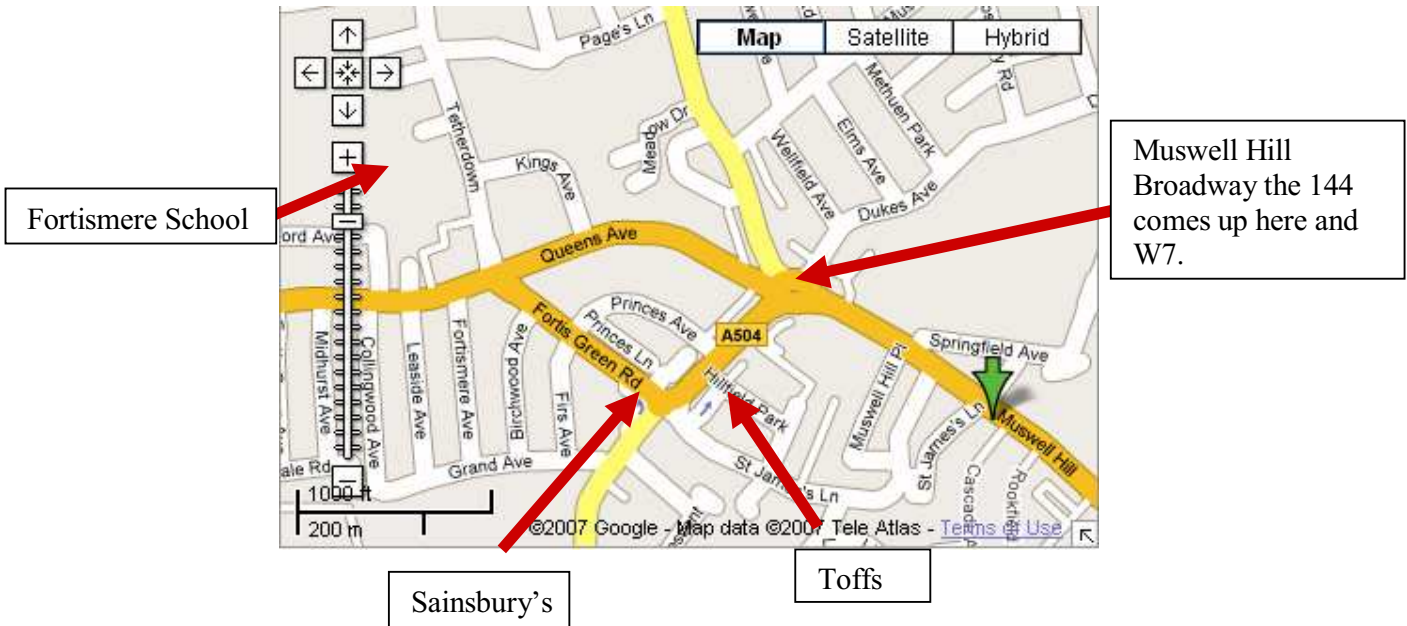 Page's Ln
Map
Satellite
Hybrid
Methuen Park
Tetherdown
Meadow Dr
Elms Ave
Wellfield Ave
Muswell Hill
Broadway the 144
comes up here and
W7.
Kings Ave
Dukes Ave
Fortismere School
ord Ave
Queens Ave
Princes Ave
Fortis Green Rd
Princes Ln
A504
Springfield Ave
Muswell Hill Pl
Midhurst Ave
Collingwood Ave
Leaside Ave
Fortismere Ave
Birchwood Ave
Firs Ave
Hillfield Park
St James's Ln
Muswell Hill
ale Rd
Grand Ave
St James's Ln
Rookfield
1000 ft
200 m
©2007 Google - Map data ©2007 Tele Atlas - Terms of Use
Toffs
Sainsbury's